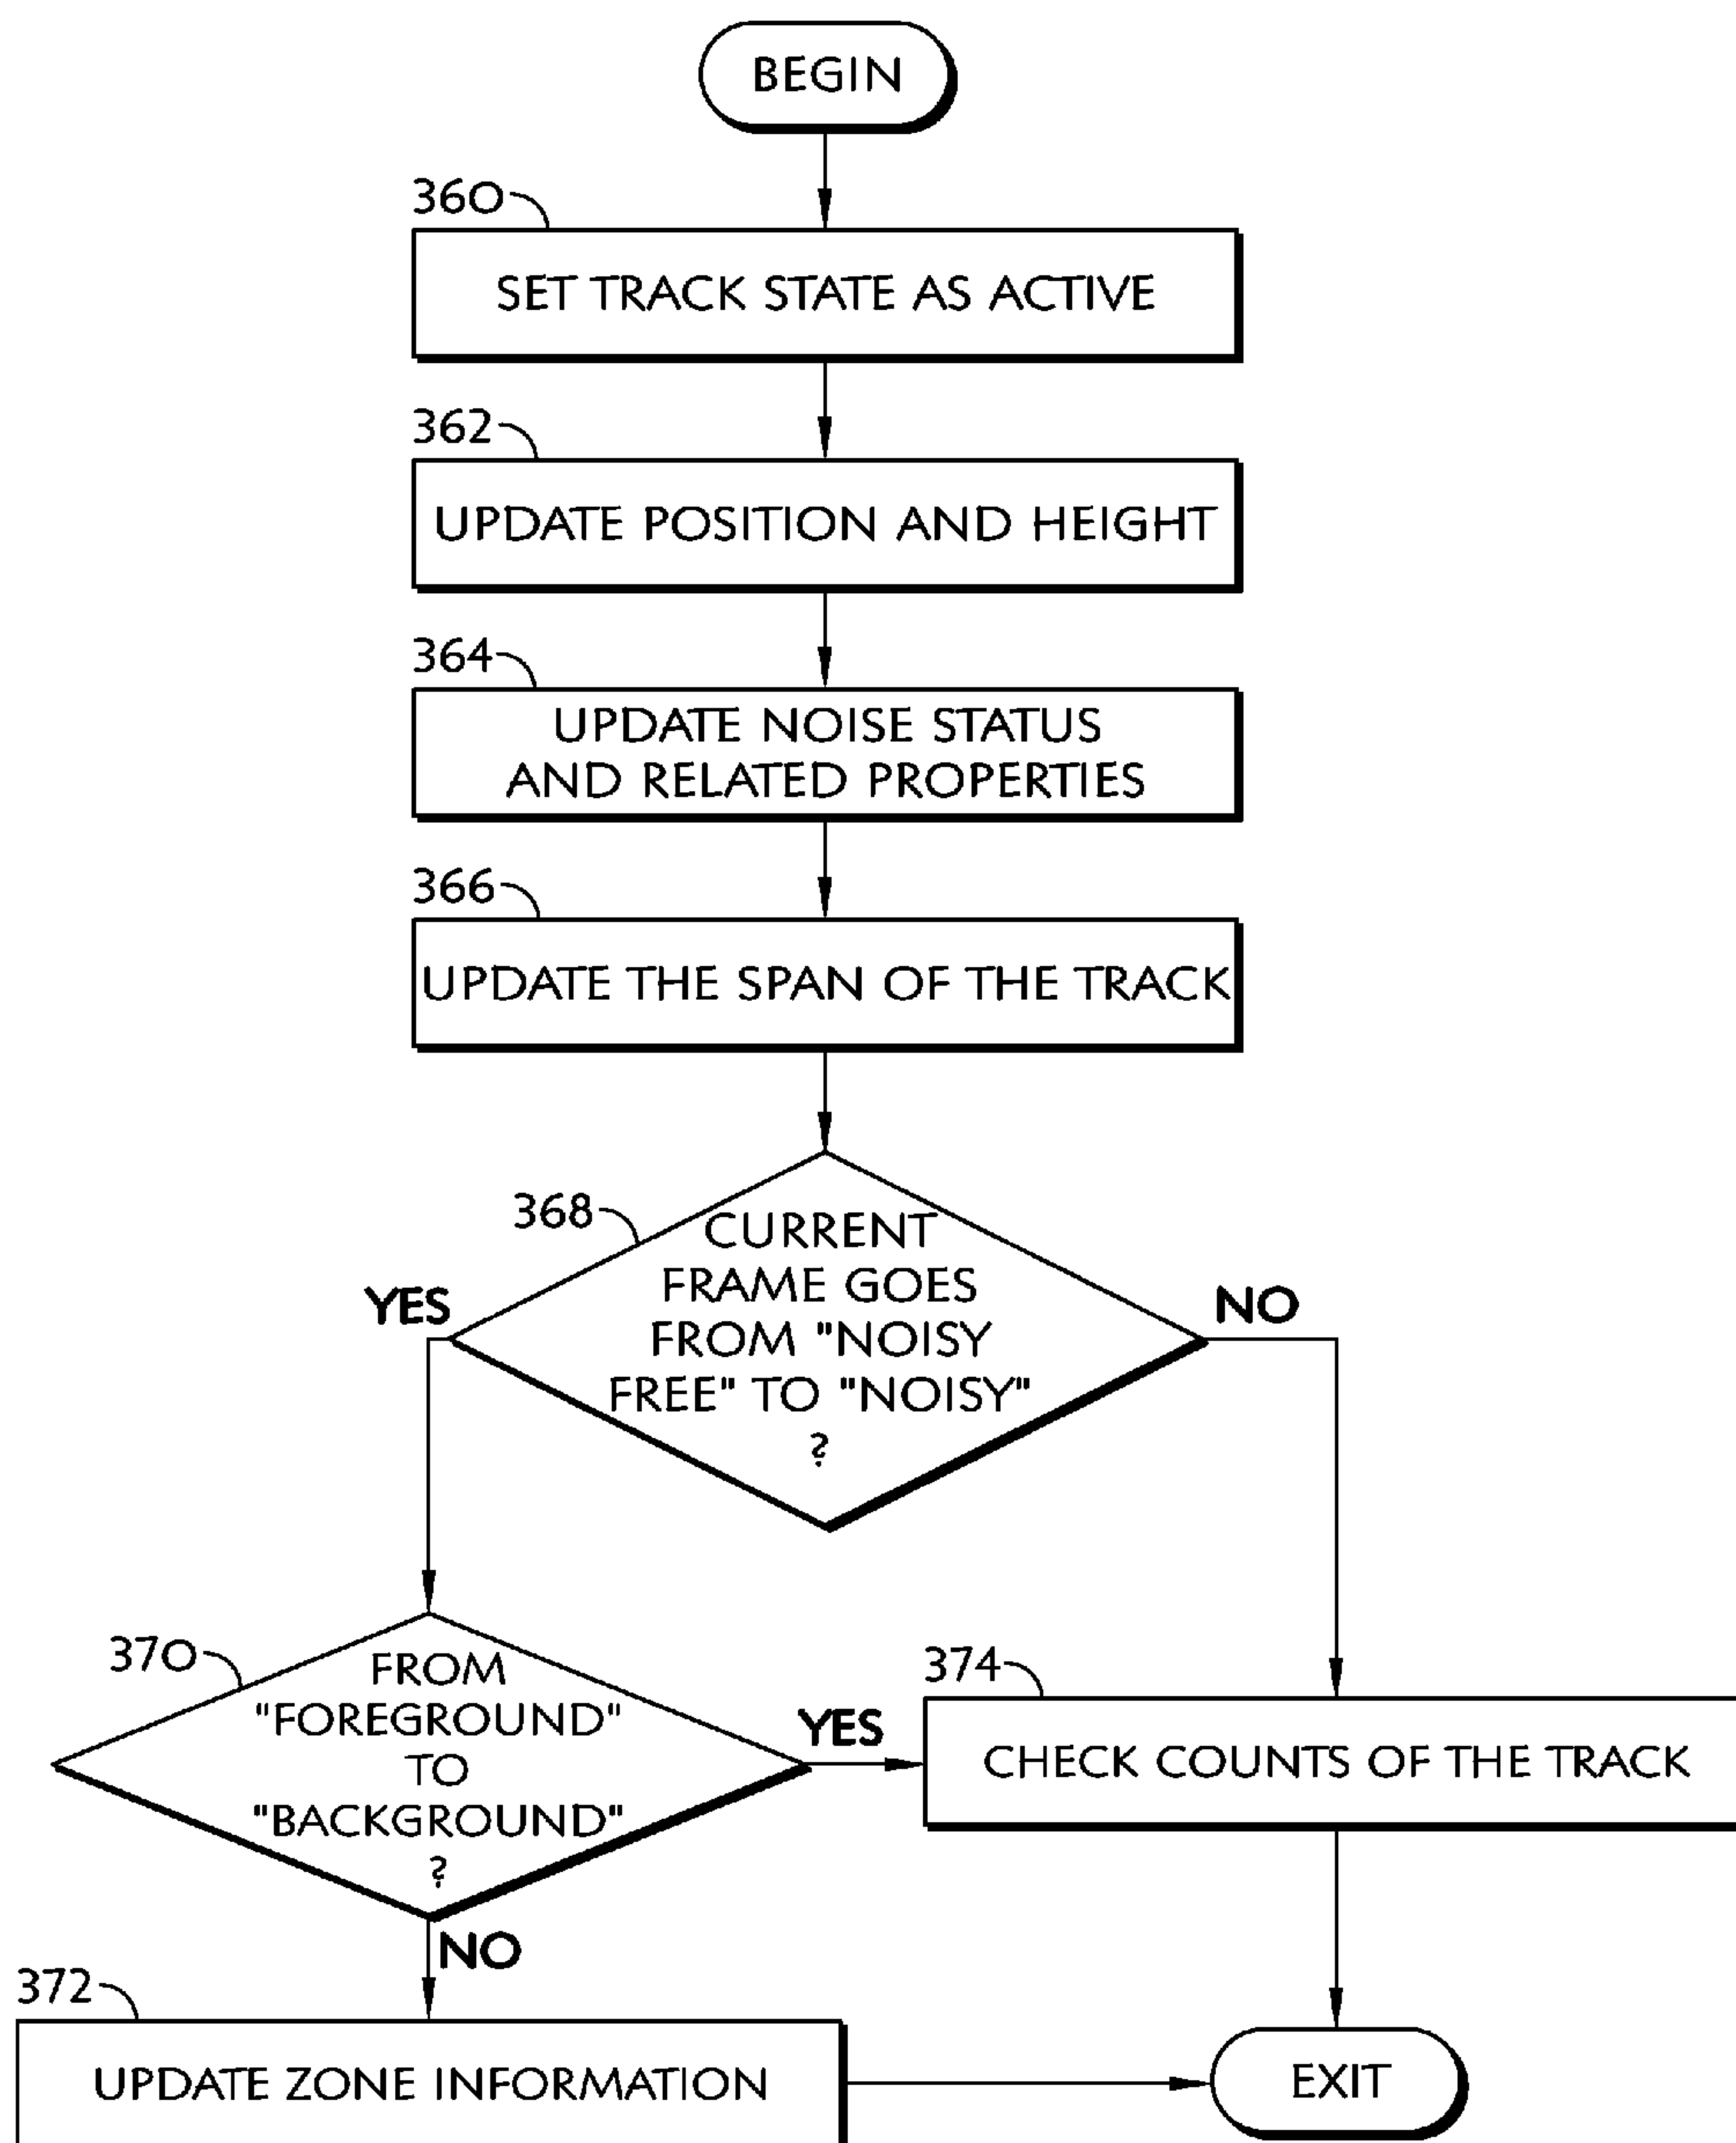 BEGIN
360
SET TRACK STATE AS ACTIVE
362
UPDATE POSITION AND HEIGHT
364
UPDATE NOISE STATUS
AND RELATED PROPERTIES
366
UPDATE THE SPAN OF THE TRACK
368
CURRENT
FRAME GOES
FROM "NOISY
FREE" TO "NOISY"
?
YES
NO
370
FROM
"FOREGROUND"
TO
"BACKGROUND"
?
YES
374
CHECK COUNTS OF THE TRACK
NO
372
UPDATE ZONE INFORMATION
EXIT